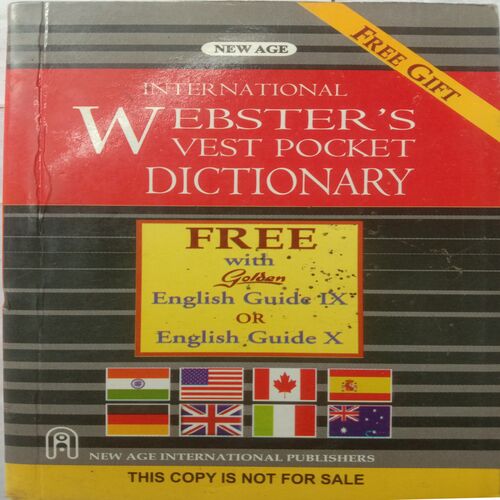 NEW AGE
FREE GIFT
INTERNATIONAL
WEBSTER'S
VEST POCKET
DICTIONARY
FREE
with
Golden
English Guide IX
OR
English Guide X
NEW AGE INTERNATIONAL PUBLISHERS
THIS COPY IS NOT FOR SALE